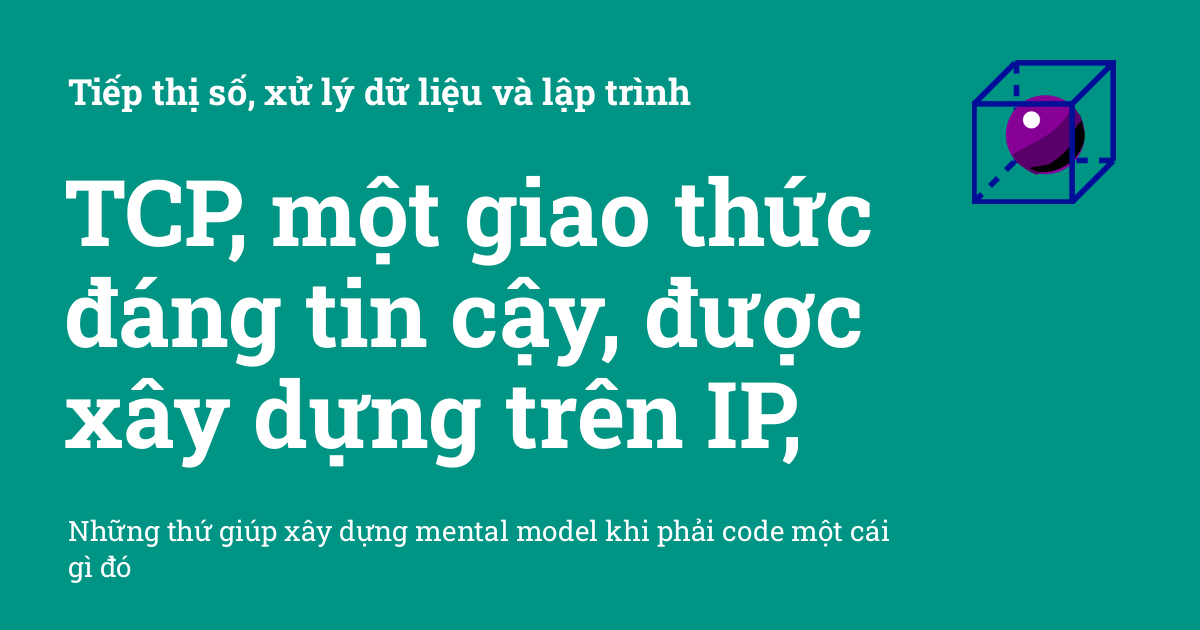 Tiếp thị số, xử lý dữ liệu và lập trình
TCP, một giao thức
đáng tin cậy, được
xây dựng trên IP,
Những thứ giúp xây dựng mental model khi phải code một cái
gì đó